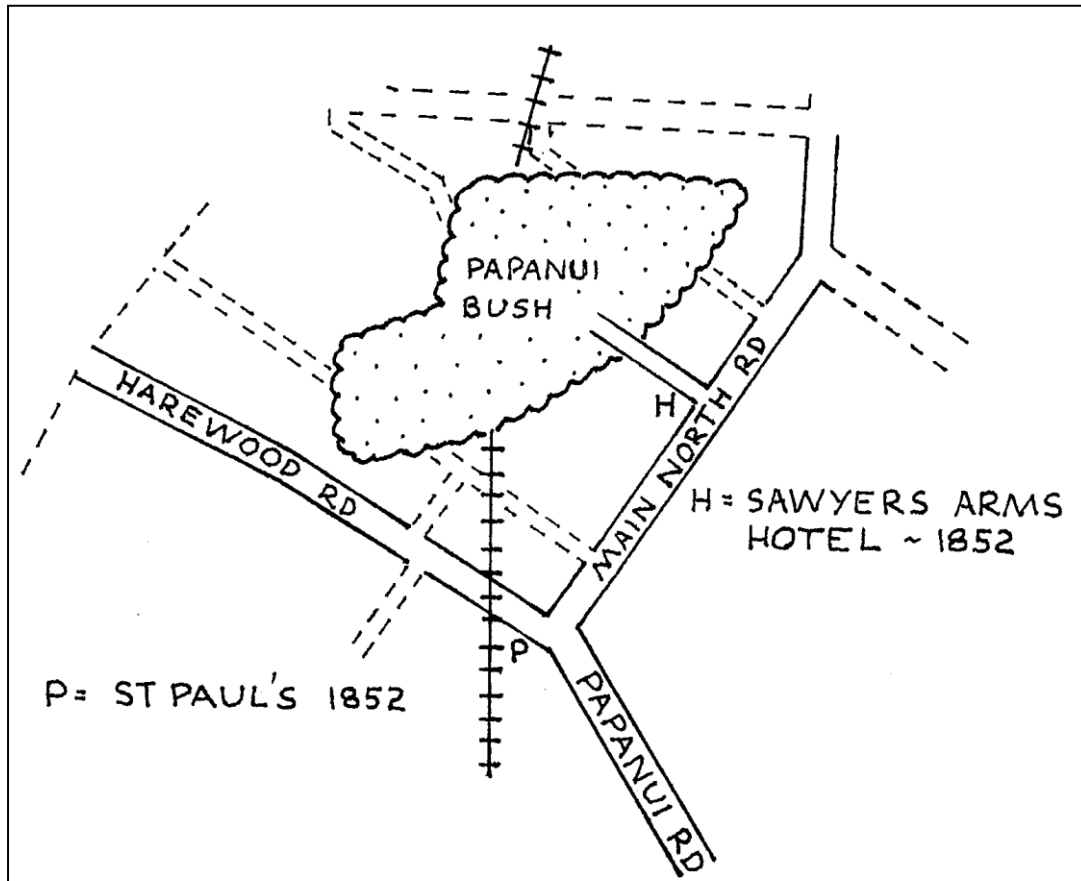 PAPANUI
BUSH
HAREWOOD RD
H
MAIN NORTH RD
H = SAWYERS ARMS
HOTEL ~ 1852
P
P = ST PAUL'S 1852
PAPANUI RD